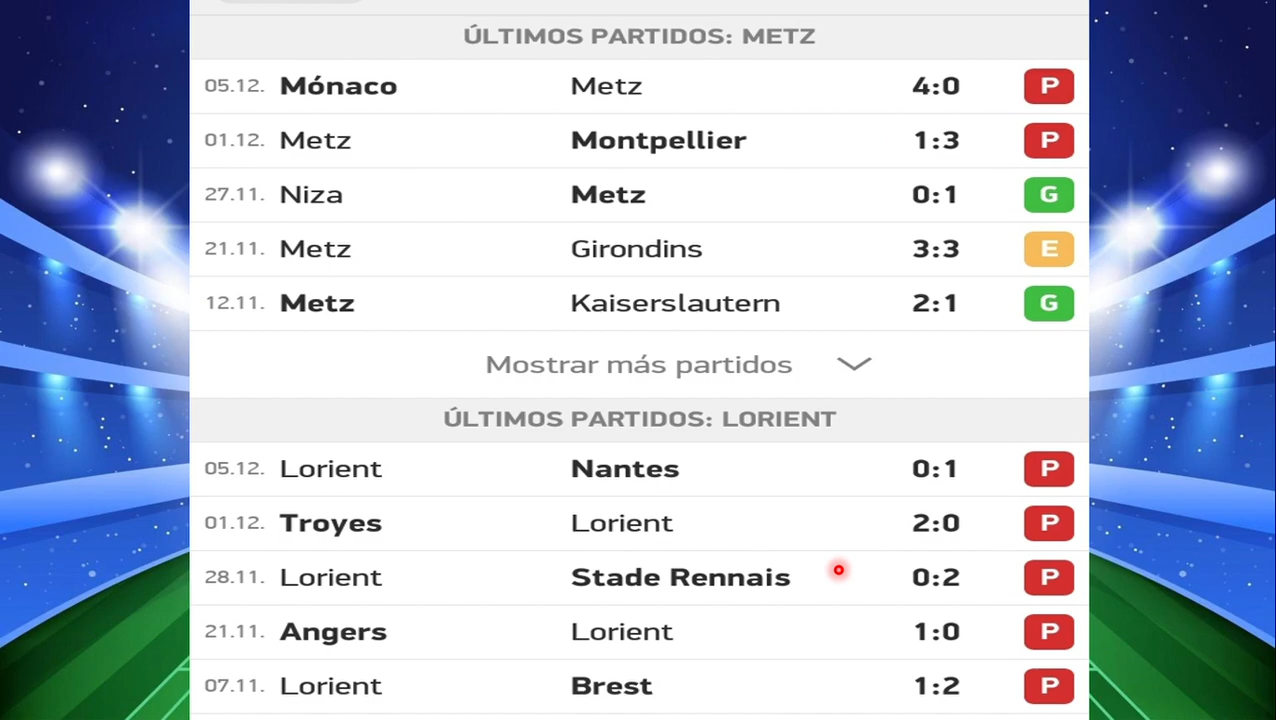 ÚLTIMOS PARTIDOS: METZ
05.12. Mónaco Metz 4:0 P
01.12. Metz Montpellier 1:3 P
27.11. Niza Metz 0:1 G
21.11. Metz Girondins 3:3 E
12.11. Metz Kaiserslautern 2:1 G
Mostrar más partidos
ÚLTIMOS PARTIDOS: LORIENT
05.12. Lorient Nantes 0:1 P
01.12. Troyes Lorient 2:0 P
28.11. Lorient Stade Rennais 0:2 P
21.11. Angers Lorient 1:0 P
07.11. Lorient Brest 1:2 P